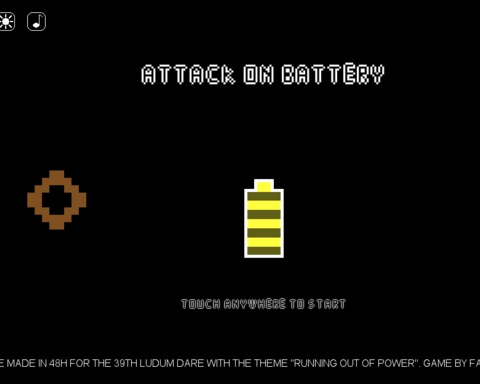 ATTACK ON BATTERY
TOUCH ANYWHERE TO START
MADE IN 48H FOR THE 39TH LUDUM DARE WITH THE THEME "RUNNING OUT OF POWER". GAME BY